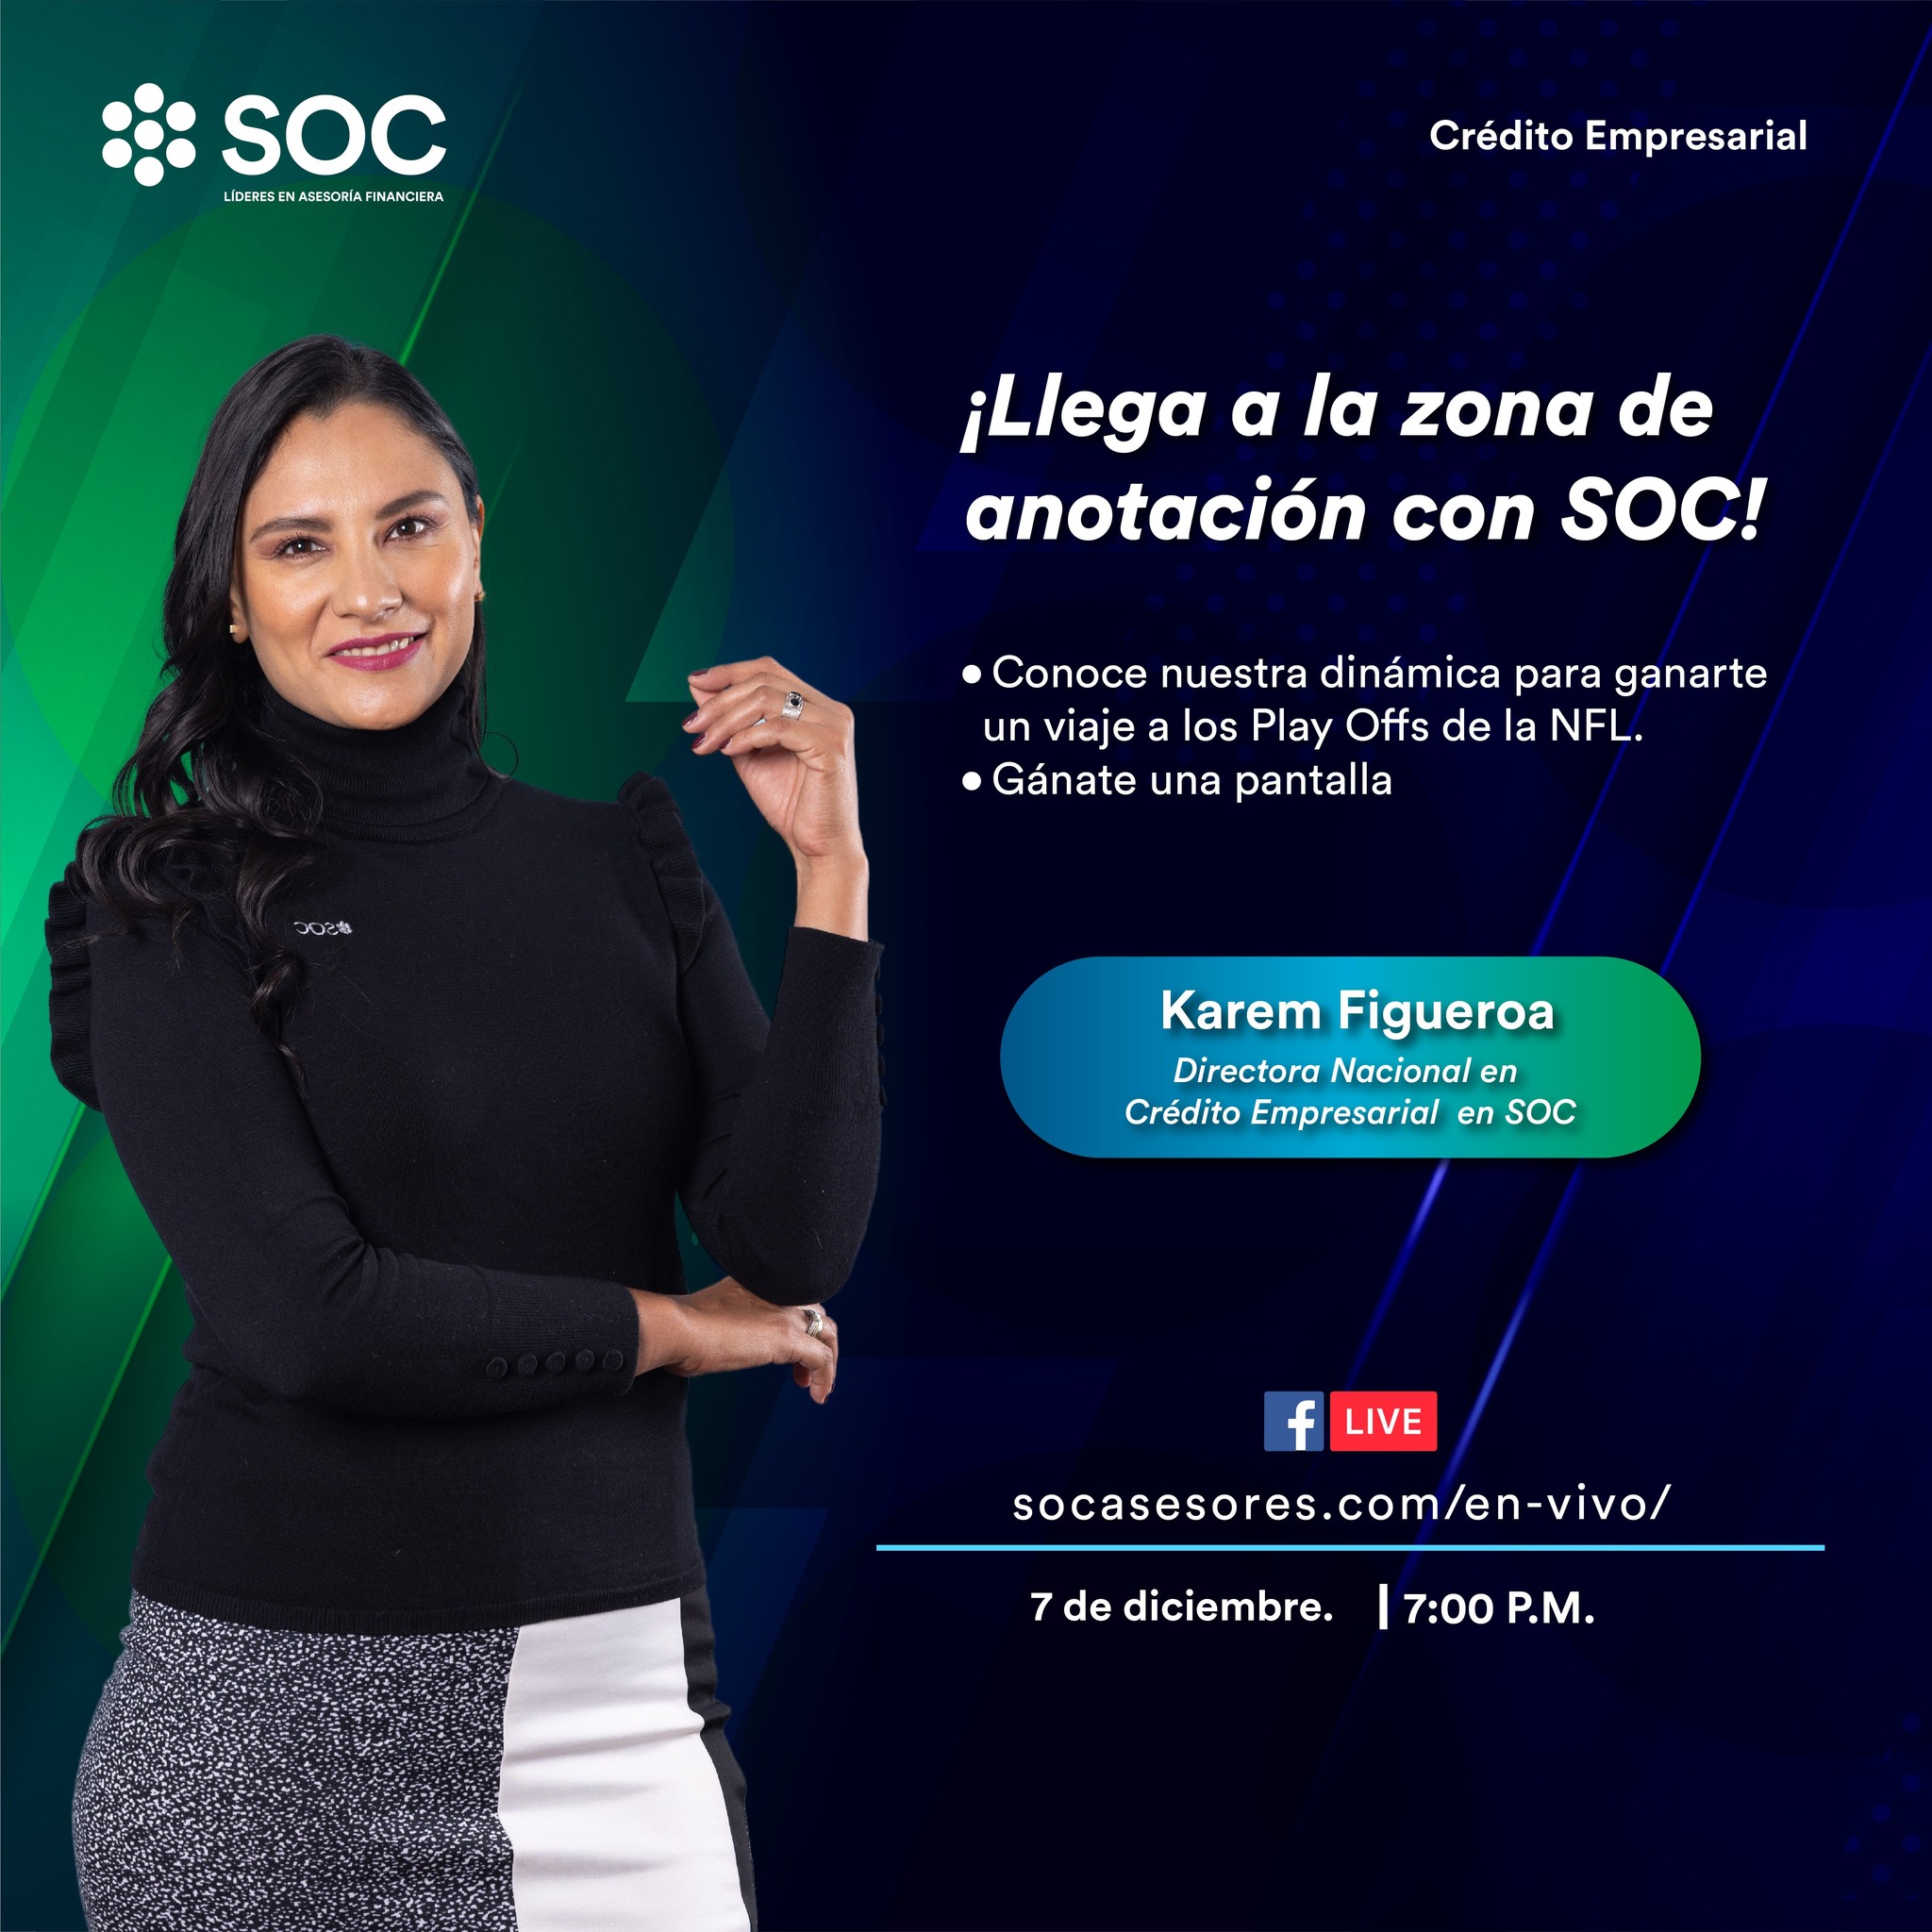 SOC
LÍDERES EN ASESORÍA FINANCIERA
Crédito Empresarial
¡Llega a la zona de
anotación con SOC!
● Conoce nuestra dinámica para ganarte
un viaje a los Play Offs de la NFL.
● Gánate una pantalla
SOC
Karem Figueroa
Directora Nacional en
Crédito Empresarial en SOC
f LIVE
socasesores.com/en-vivo/
7 de diciembre. | 7:00 P.M.